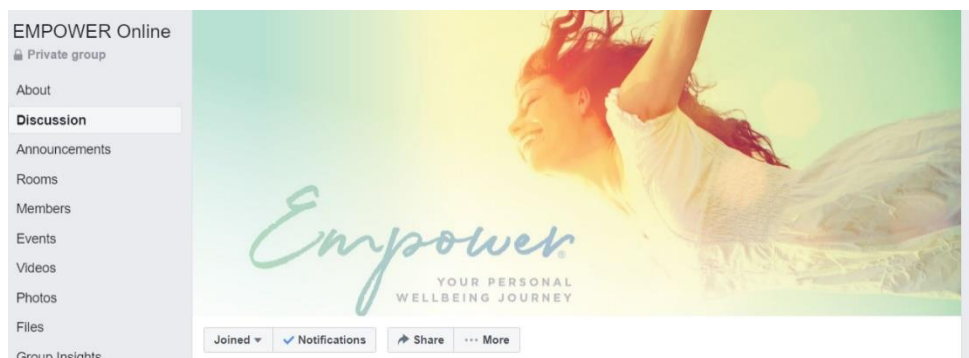 EMPOWER Online
Private group
About
Discussion
Announcements
Rooms
Members
Events
Videos
Photos
Files
Group Insights
Empower®
YOUR PERSONAL
WELLBEING JOURNEY
Joined Notifications Share More